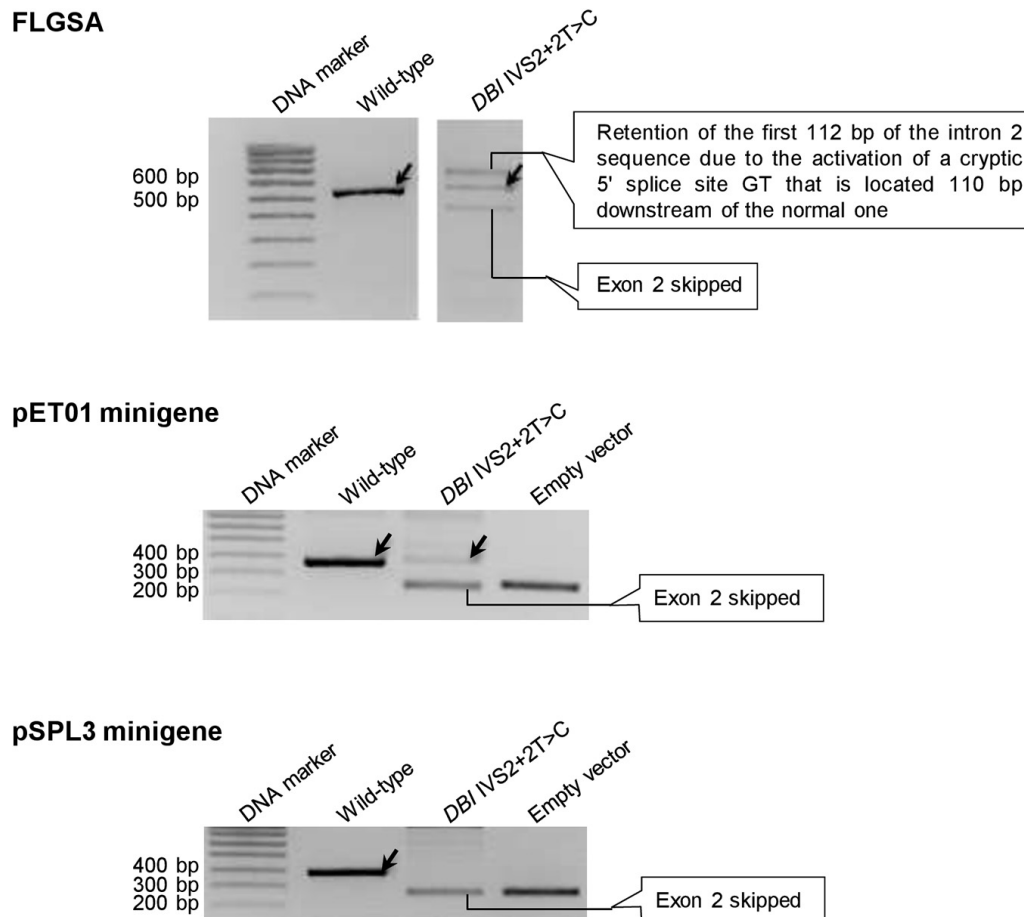 FLGSA
DNA marker
Wild-type
DBI IVS2+2T>C
600 bp
500 bp
Retention of the first 112 bp of the intron 2
sequence due to the activation of a cryptic
5' splice site GT that is located 110 bp
downstream of the normal one
Exon 2 skipped
pET01 minigene
DNA marker
Wild-type
DBI IVS2+2T>C
Empty vector
400 bp
300 bp
200 bp
Exon 2 skipped
pSPL3 minigene
DNA marker
Wild-type
DBI IVS2+2T>C
Empty vector
400 bp
300 bp
200 bp
Exon 2 skipped